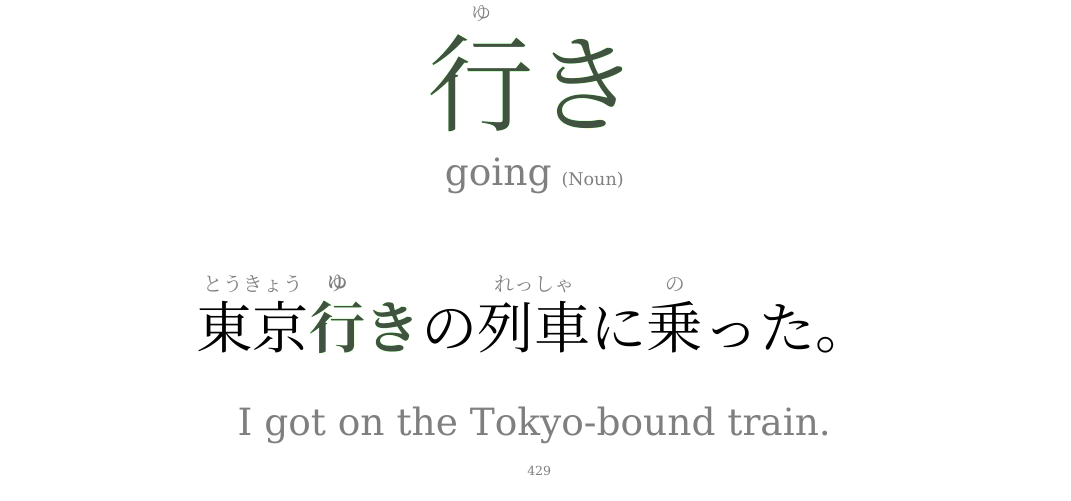 ゆ
行き
going (Noun)
とうきょう ゆ れっしゃ の
東京行きの列車に乗った。
I got on the Tokyo-bound train.
429